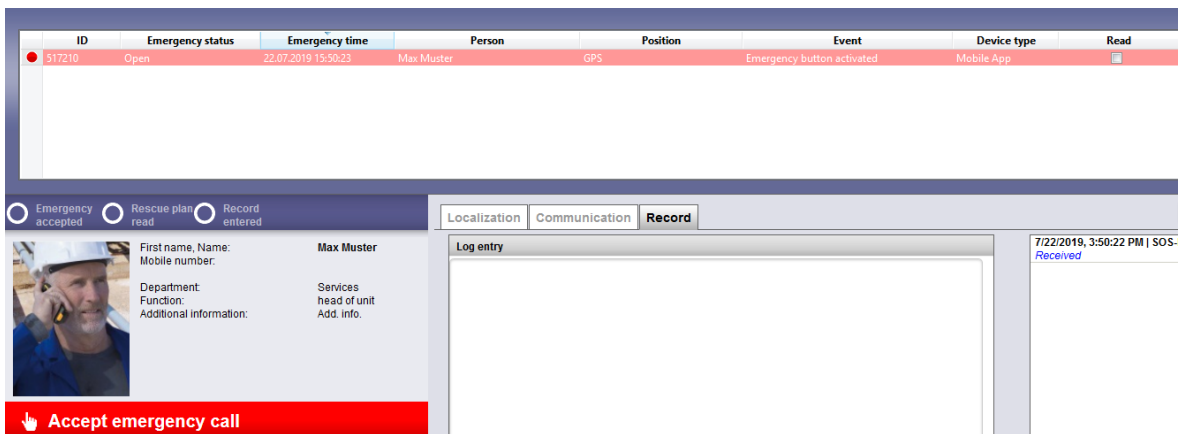 ID Emergency status Emergency time Person Position Event Device type Read
517210 Open 22.07.2019 15:50:23 Max Muster GPS Emergency button activated Mobile App
Emergency accepted
Rescue plan read
Record entered
First name, Name: Max Muster
Mobile number:
Department: Services
Function: head of unit
Additional information: Add. info.
Accept emergency call
Localization Communication Record
Log entry
7/22/2019, 3:50:22 PM | SOS-
Received